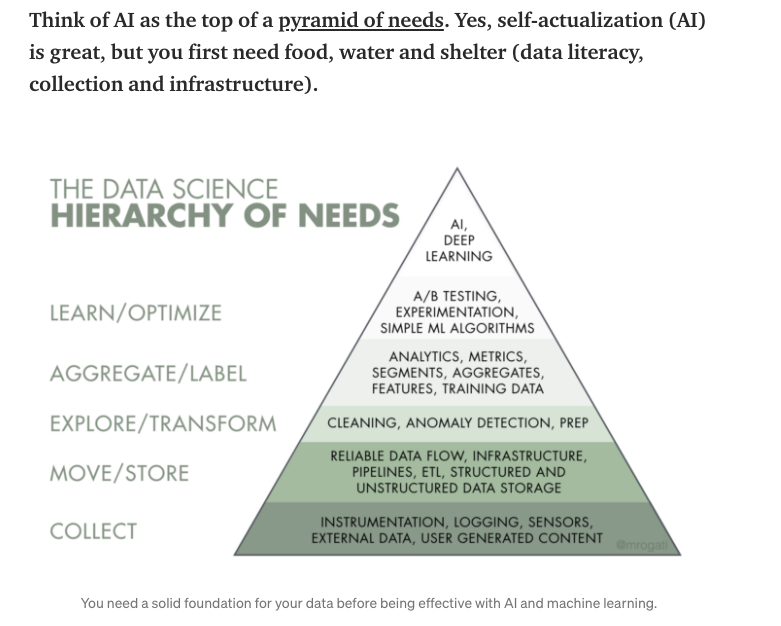 Think of AI as the top of a pyramid of needs. Yes, self-actualization (AI)
is great, but you first need food, water and shelter (data literacy,
collection and infrastructure).
THE DATA SCIENCE
HIERARCHY OF NEEDS
AI,
DEEP
LEARNING
LEARN/OPTIMIZE
A/B TESTING,
EXPERIMENTATION,
SIMPLE ML ALGORITHMS
AGGREGATE/LABEL
ANALYTICS, METRICS,
SEGMENTS, AGGREGATES,
FEATURES, TRAINING DATA
EXPLORE/TRANSFORM
CLEANING, ANOMALY DETECTION, PREP
MOVE/STORE
RELIABLE DATA FLOW, INFRASTRUCTURE,
PIPELINES, ETL, STRUCTURED AND
UNSTRUCTURED DATA STORAGE
COLLECT
INSTRUMENTATION, LOGGING, SENSORS,
EXTERNAL DATA, USER GENERATED CONTENT
@mrogati
You need a solid foundation for your data before being effective with AI and machine learning.